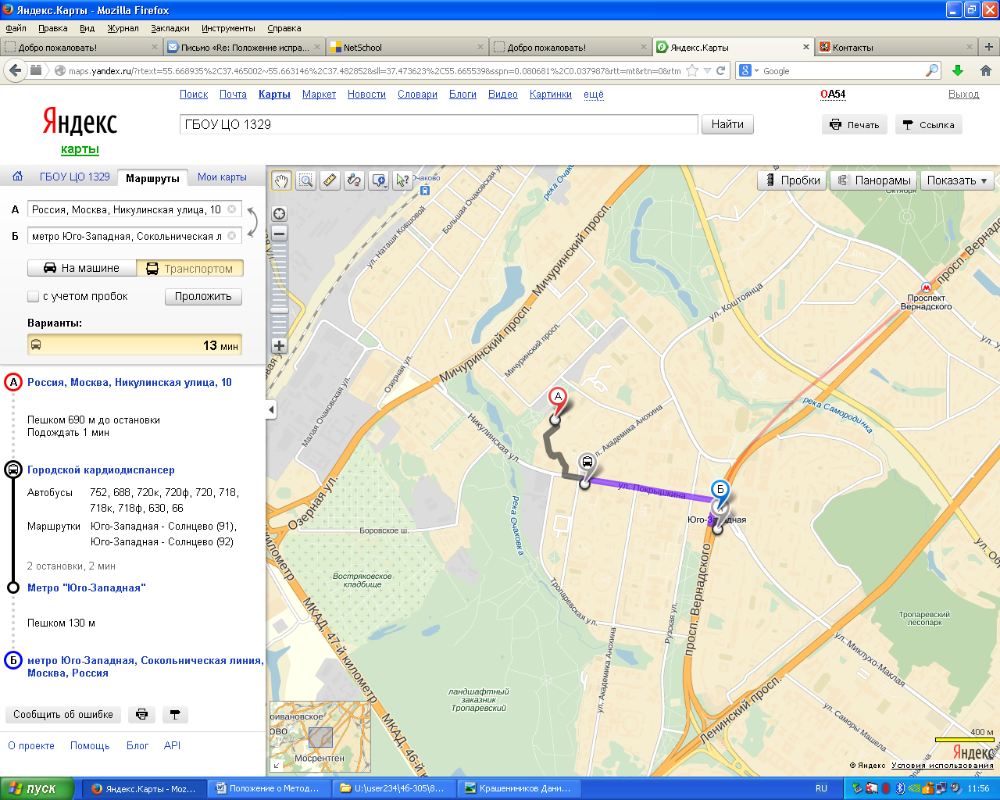 Яндекс.Карты - Mozilla Firefox
Файл Правка Вид Журнал Закладки Инструменты Справка
Добро пожаловать!
Письмо «Re: Положение испра...
NetSchool
Добро пожаловать!
Яндекс.Карты
Контакты
maps.yandex.ru/?rtext=55.668935%2C37.465002~55.663146%2C37.482852&sll=37.473623%2C55.665539&sspn=0.080681%2C0.037987&rtt=mt&rtn=0&rtm
Google
Поиск Почта Карты Маркет Новости Словари Блоги Видео Картинки ещё
OA54 Выход
Яндекс
карты
ГБОУ ЦО 1329
Найти
Печать
Ссылка
ГБОУ ЦО 1329 Маршруты Мои карты
А Россия, Москва, Никулинская улица, 10
Б метро Юго-Западная, Сокольническая л
На машине Транспортом
с учетом пробок Проложить
Варианты:
13 мин
А Россия, Москва, Никулинская улица, 10
Пешком 690 м до остановки
Подождать 1 мин
Городской кардиодиспансер
Автобусы 752, 688, 720к, 720ф, 720, 718,
718к, 718ф, 630, 66
Маршрутки Юго-Западная - Солнцево (91),
Юго-Западная - Солнцево (92)
2 остановки, 2 мин
Метро "Юго-Западная"
Пешком 130 м
Б метро Юго-Западная, Сокольническая линия,
Москва, Россия
Сообщить об ошибке
О проекте Помощь Блог API
Пробки Панорамы Показать
Очаково
Октября
ул. Наташи Ковшовой
Большая Очаковская ул.
река Очаковка
Мичуринский просп.
Мичуринский просп.
Мичуринский просп.
просп. Вернадского
Проспект
Вернадского
ул. Коштоянца
Озерная ул.
Малая Очаковская ул.
А
Никулинская ул.
ул. Академика Анохина
река Самородинка
Б
ул. Покрышкина
Юго-Западная
Озерная ул.
Боровское ш.
река Очаковка
Востряковское
кладбище
МКАД, 47-й километр
километр
Тропаревская ул.
просп. Вернадского
Рузская ул.
ул. Академика Анохина
Тропаревский
лесопарк
ул. Миклухо-Маклая
ландшафтный
заказник
Тропаревский
Ленинский просп.
ул. Саморы Машела
МКАД, 46-й
Мосрентген
400 м
Яндекс
© Яндекс Условия использования
пуск
Яндекс.Карты - Moz...
Положение о Метод...
U:\user234\4б-305\8...
Крашенинников Дани...
RU
11:56